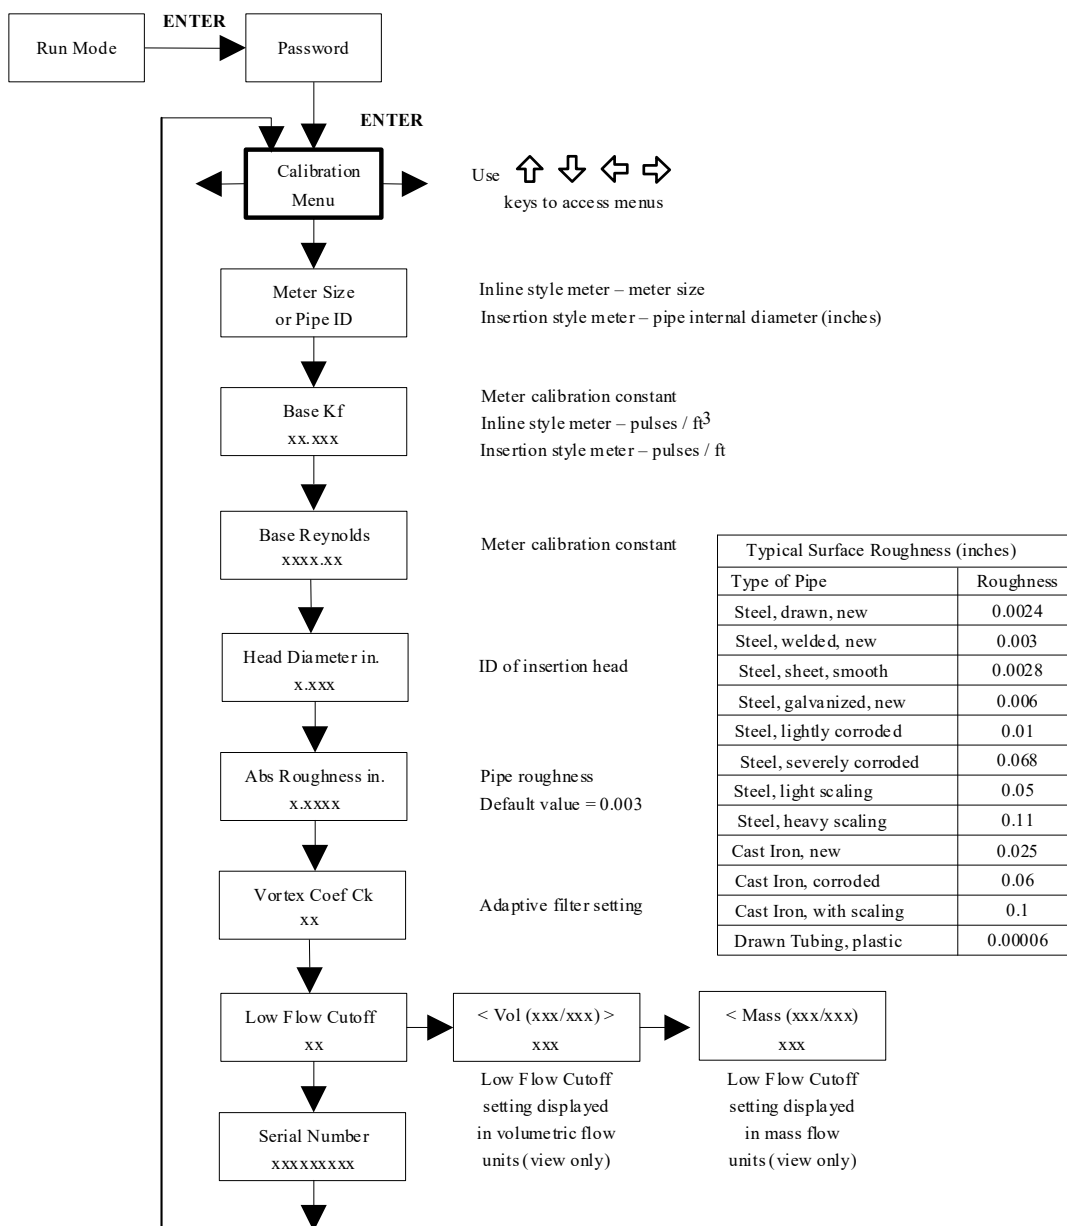 ENTER
Run Mode
Password
ENTER
Calibration
Menu
Use
keys to access menus
Meter Size
or Pipe ID
Inline style meter – meter size
Insertion style meter – pipe internal diameter (inches)
Base Kf
xx.xxx
Meter calibration constant
Inline style meter – pulses / ft³
Insertion style meter – pulses / ft
Base Reynolds
xxxx.xx
Meter calibration constant
Head Diameter in.
x.xxx
ID of insertion head
Abs Roughness in.
x.xxxx
Pipe roughness
Default value = 0.003
Vortex Coef Ck
xx
Adaptive filter setting
Typical Surface Roughness (inches)
Type of Pipe Roughness
Steel, drawn, new 0.0024
Steel, welded, new 0.003
Steel, sheet, smooth 0.0028
Steel, galvanized, new 0.006
Steel, lightly corroded 0.01
Steel, severely corroded 0.068
Steel, light scaling 0.05
Steel, heavy scaling 0.11
Cast Iron, new 0.025
Cast Iron, corroded 0.06
Cast Iron, with scaling 0.1
Drawn Tubing, plastic 0.00006
Low Flow Cutoff
xx
< Vol (xxx/xxx) >
xxx
< Mass (xxx/xxx)
xxx
Low Flow Cutoff
setting displayed
in volumetric flow
units (view only)
Low Flow Cutoff
setting displayed
in mass flow
units (view only)
Serial Number
xxxxxxxxx